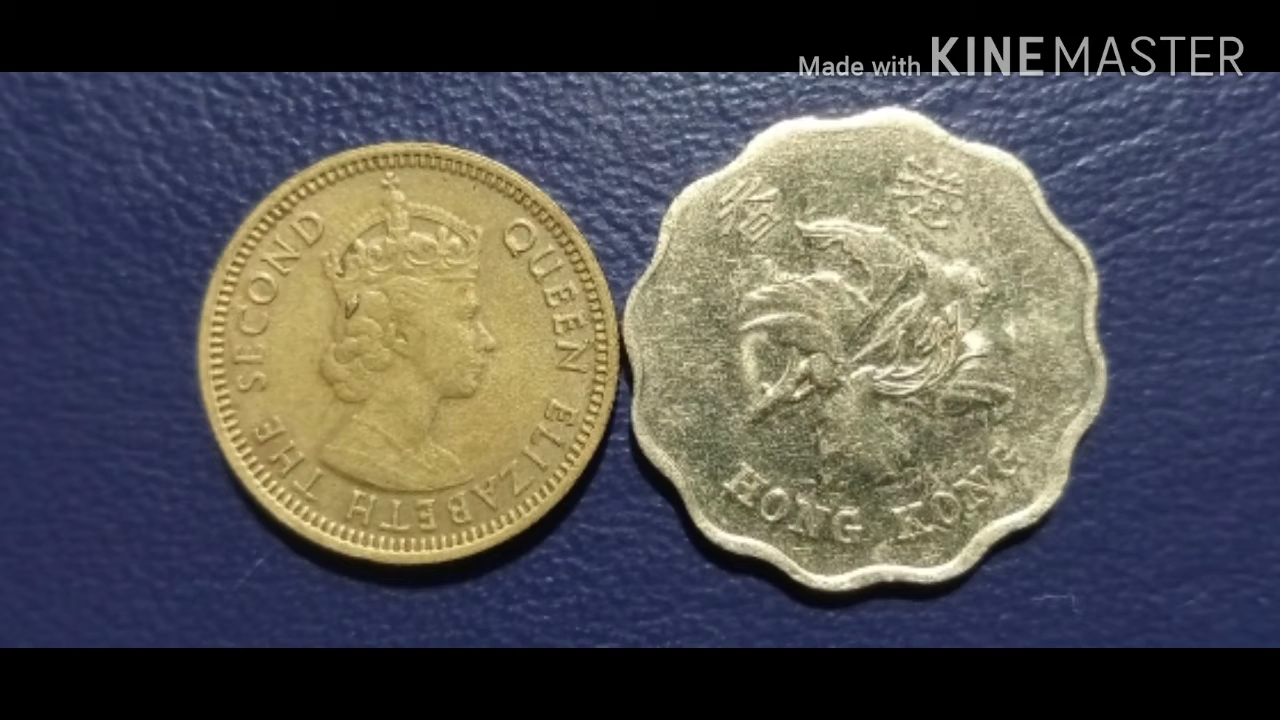 Made with KINEMASTER
QUEEN ELIZABETH THE SECOND
香 港
HONG KONG